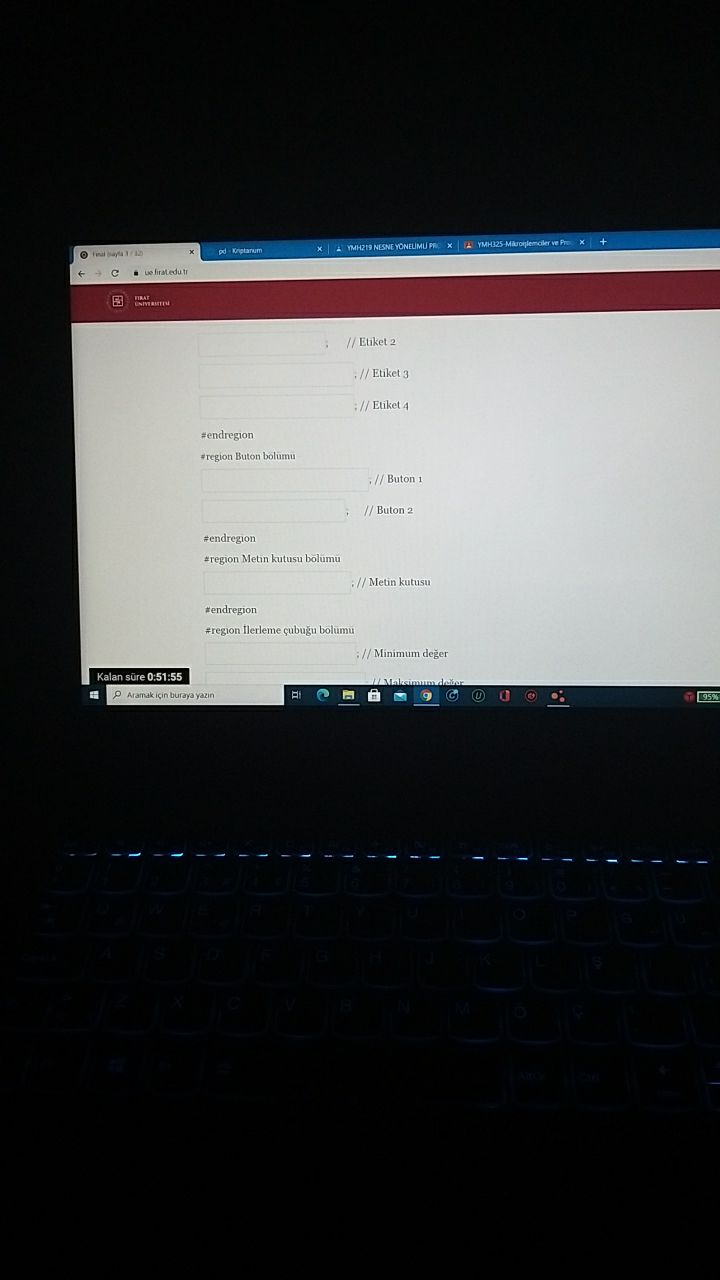 Final (sayfa 3 / 32)
pd - Kriptanum
YMH219 NESNE YÖNELİMLİ PR
YMH325-Mikroişlemciler ve Pro
ue.firat.edu.tr
FIRAT
ÜNİVERSİTESİ
; // Etiket 2
; // Etiket 3
; // Etiket 4
#endregion
#region Buton bölümü
; // Buton 1
; // Buton 2
#endregion
#region Metin kutusu bölümü
; // Metin kutusu
#endregion
#region İlerleme çubuğu bölümü
; // Minimum değer
// Maksimum değer
Kalan süre 0:51:55
Aramak için buraya yazın
95%